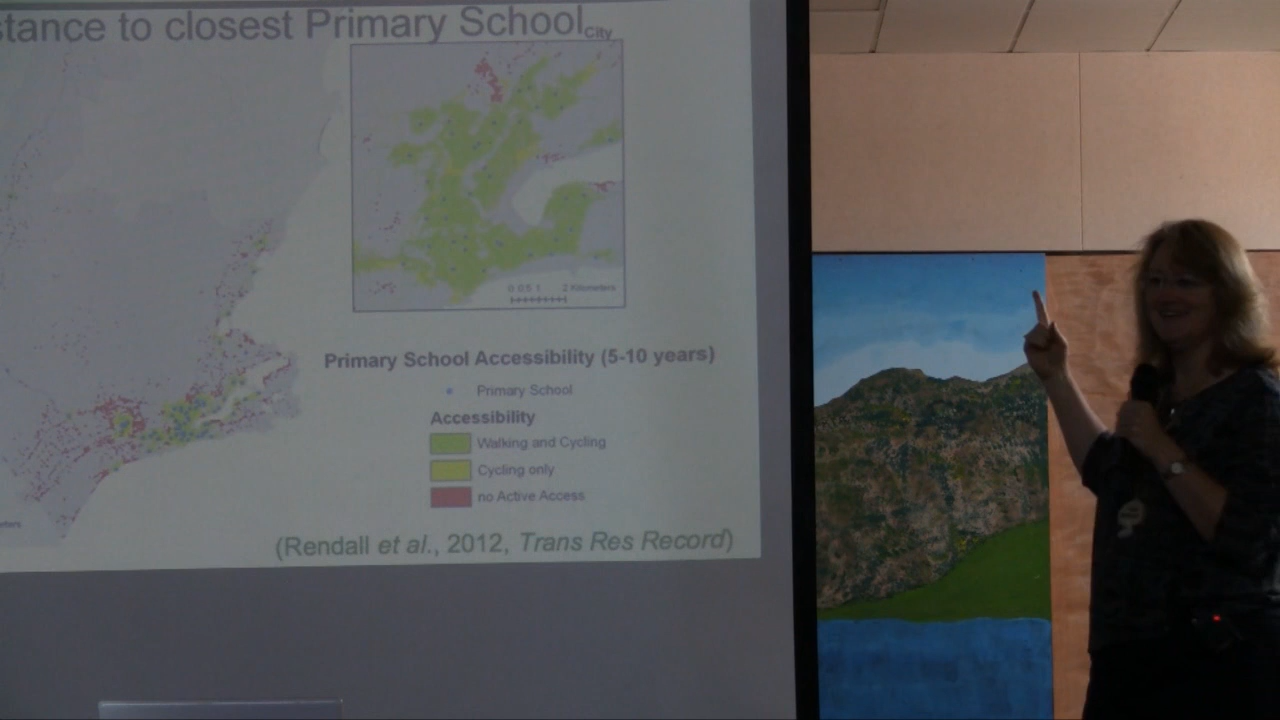 stance to closest Primary School
City
0 0.5 1 2 Kilometers
Primary School Accessibility (5-10 years)
Primary School
Accessibility
Walking and Cycling
Cycling only
no Active Access
eters
(Rendall et al., 2012, Trans Res Record)